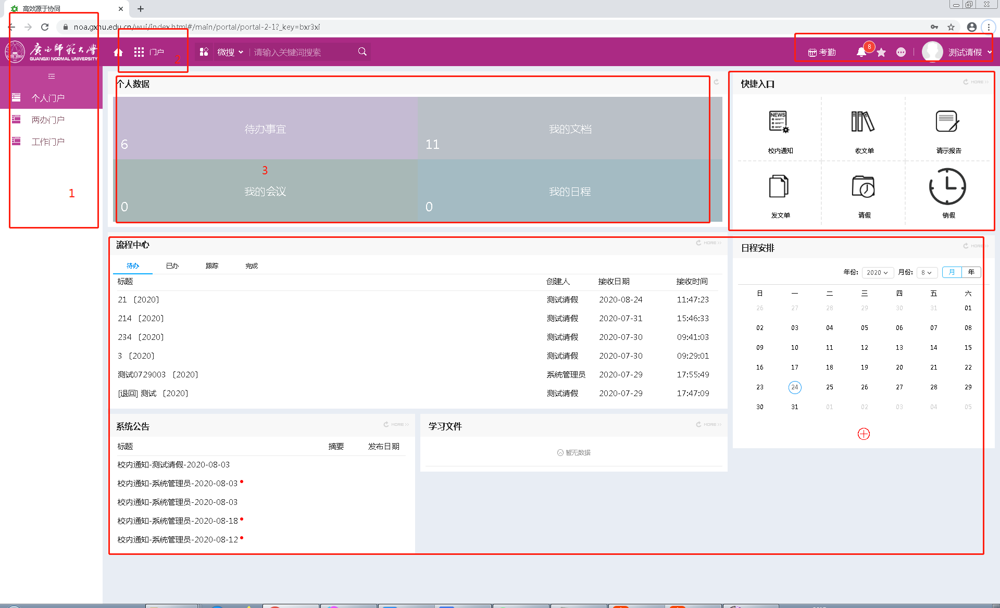 高效源于协同
noa.gxnu.edu.cn/wui/index.html#/main/portal/portal-2-1?_key=bxr3xi
广西师范大学
GUANGXI NORMAL UNIVERSITY
门户
2
微搜
请输入关键词搜索
考勤
8
测试请假
个人门户
两办门户
工作门户
1
个人数据
待办事宜
6
我的文档
11
3
我的会议
0
我的日程
0
快捷入口
MORE >>
NEWS
校内通知
收文单
请示报告
发文单
请假
销假
流程中心
MORE >>
待办 已办 跟踪 完成
标题 创建人 接收日期 接收时间
21 〔2020〕 测试请假 2020-08-24 11:47:23
214 〔2020〕 测试请假 2020-07-31 15:46:33
234 〔2020〕 测试请假 2020-07-30 09:41:03
3 〔2020〕 测试请假 2020-07-30 09:29:01
测试0729003 〔2020〕 系统管理员 2020-07-29 17:55:49
[退回] 测试 〔2020〕 测试请假 2020-07-29 17:47:09
日程安排
MORE >>
年份: 2020 月份: 8 月 年
日 一 二 三 四 五 六
26 27 28 29 30 31 01
02 03 04 05 06 07 08
09 10 11 12 13 14 15
16 17 18 19 20 21 22
23 24 25 26 27 28 29
30 31 01 02 03 04 05
系统公告
MORE >>
标题 摘要 发布日期
校内通知-测试请假-2020-08-03
校内通知-系统管理员-2020-08-03
校内通知-系统管理员-2020-08-03
校内通知-系统管理员-2020-08-18
校内通知-系统管理员-2020-08-12
学习文件
MORE >>
暂无数据